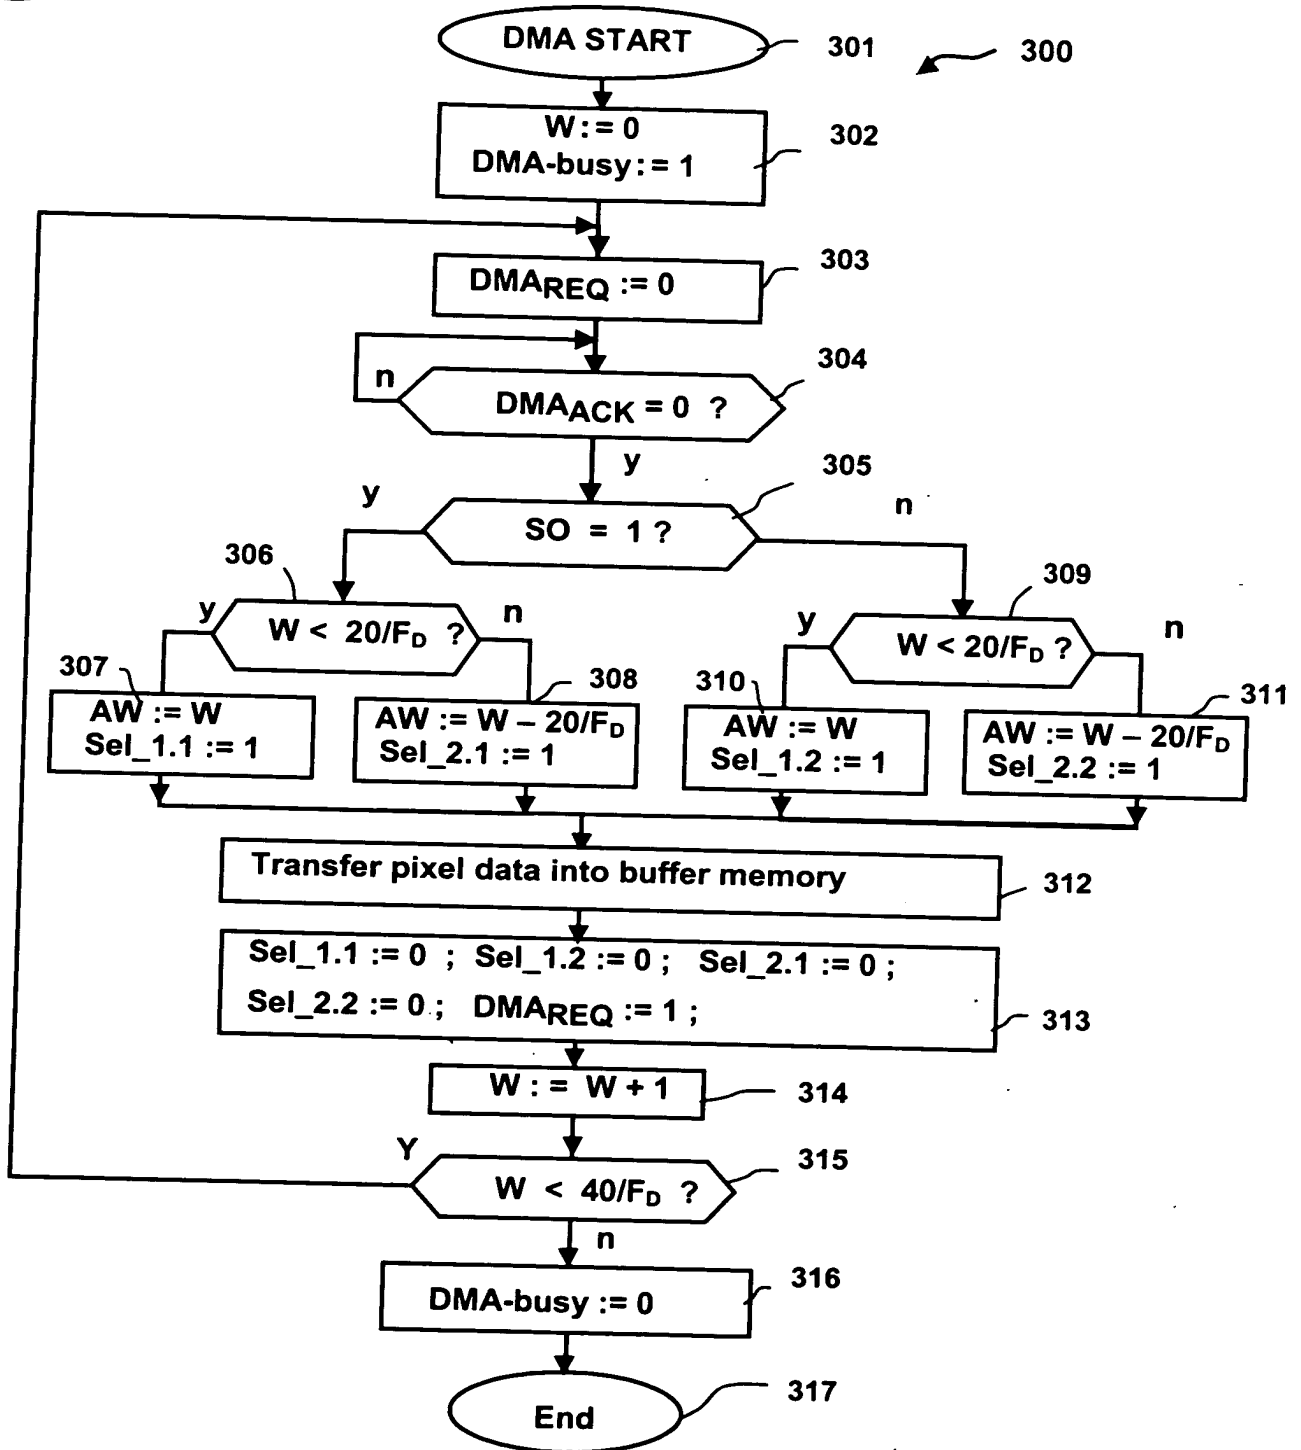 DMA START
301
300
W := 0
DMA-busy := 1
302
DMAREQ := 0
303
304
n
DMAACK = 0 ?
y
305
y
n
SO = 1 ?
306
309
y
W < 20/FD ?
n
y
W < 20/FD ?
n
307
308
310
311
AW := W
Sel_1.1 := 1
AW := W – 20/FD
Sel_2.1 := 1
AW := W
Sel_1.2 := 1
AW := W – 20/FD
Sel_2.2 := 1
Transfer pixel data into buffer memory
312
Sel_1.1 := 0 ; Sel_1.2 := 0 ; Sel_2.1 := 0 ;
Sel_2.2 := 0 ; DMAREQ := 1 ;
313
W : = W + 1
314
Y
315
W < 40/FD ?
n
316
DMA-busy := 0
317
End